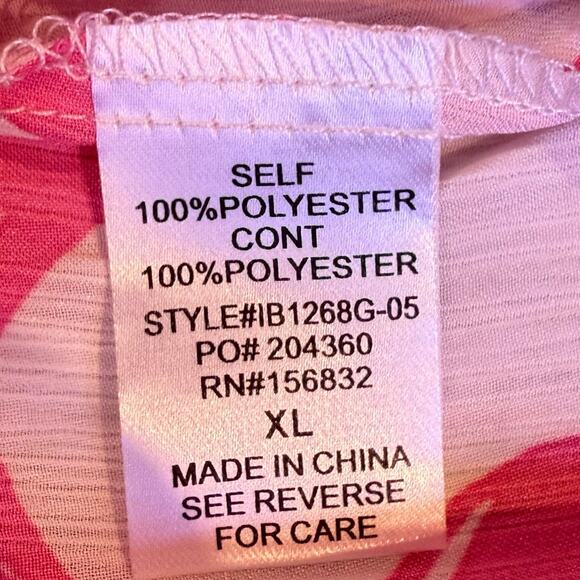 SELF
100%POLYESTER
CONT
100%POLYESTER
STYLE#IB1268G-05
PO# 204360
RN#156832
XL
MADE IN CHINA
SEE REVERSE
FOR CARE